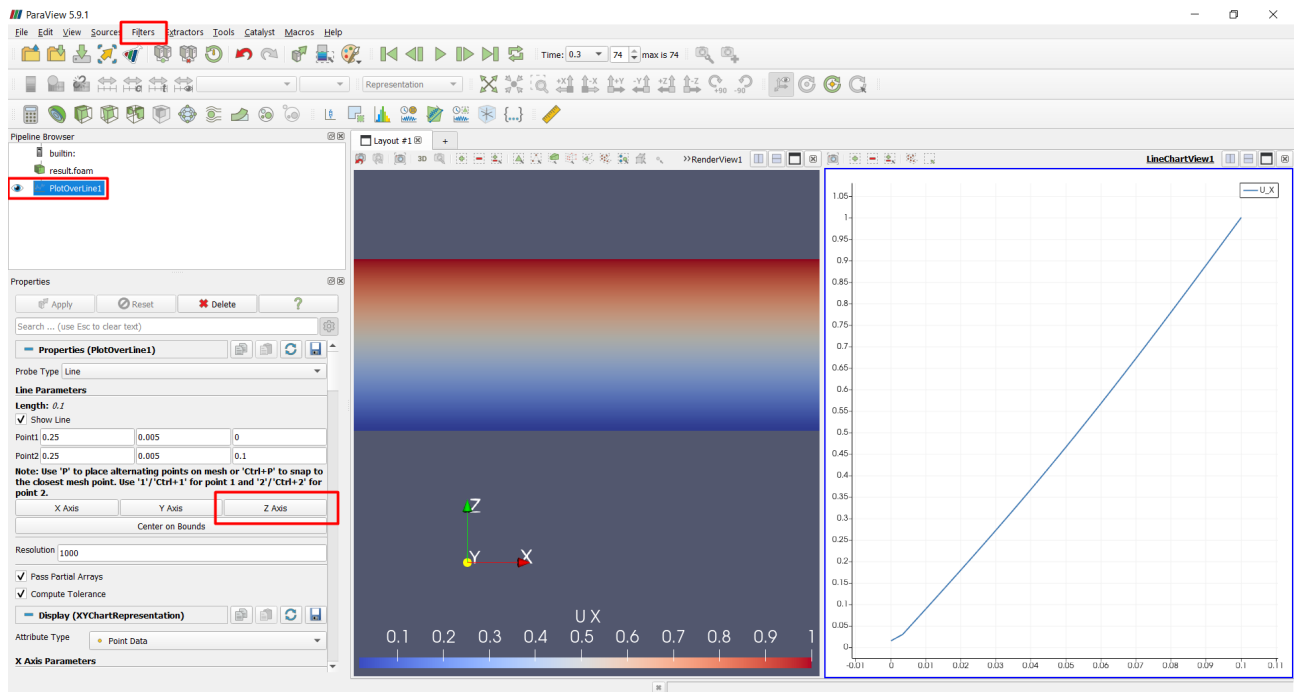 ParaView 5.9.1
File Edit View Sources Filters Extractors Tools Catalyst Macros Help
Time: 0.3 74 max is 74
Representation +X -X +Y -Y +Z -Z +90 -90
Pipeline Browser
Layout #1 +
builtin:
3D >>RenderView1 LineChartView1
result.foam
PlotOverLine1
Properties
Apply Reset Delete ?
Search ... (use Esc to clear text)
Properties (PlotOverLine1)
Probe Type Line
Line Parameters
Length: 0.1
Show Line
Point1 0.25 0.005 0
Point2 0.25 0.005 0.1
Note: Use 'P' to place alternating points on mesh or 'Ctrl+P' to snap to
the closest mesh point. Use '1'/'Ctrl+1' for point 1 and '2'/'Ctrl+2' for
point 2.
X Axis Y Axis Z Axis
Center on Bounds
Resolution 1000
Pass Partial Arrays
Compute Tolerance
Display (XYChartRepresentation)
Attribute Type Point Data
X Axis Parameters
Z
Y X
U X
0.1 0.2 0.3 0.4 0.5 0.6 0.7 0.8 0.9 1
U_X
1.05
1
0.95
0.9
0.85
0.8
0.75
0.7
0.65
0.6
0.55
0.5
0.45
0.4
0.35
0.3
0.25
0.2
0.15
0.1
0.05
0
-0.01 0 0.01 0.02 0.03 0.04 0.05 0.06 0.07 0.08 0.09 0.1 0.11